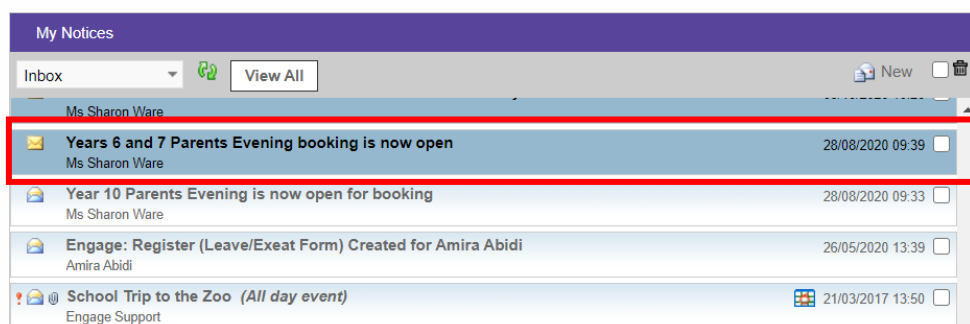 My Notices
Inbox View All New
Ms Sharon Ware
Years 6 and 7 Parents Evening booking is now open 28/08/2020 09:39
Ms Sharon Ware
Year 10 Parents Evening is now open for booking 28/08/2020 09:33
Ms Sharon Ware
Engage: Register (Leave/Exeat Form) Created for Amira Abidi 26/05/2020 13:39
Amira Abidi
School Trip to the Zoo (All day event) 21/03/2017 13:50
Engage Support